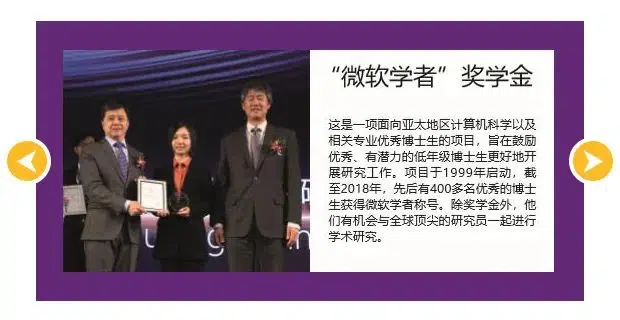 “微软学者”奖学金
这是一项面向亚太地区计算机科学以及
相关专业优秀博士生的项目，旨在鼓励
优秀、有潜力的低年级博士生更好地开
展研究工作。项目于1999年启动，截
至2018年，先后有400多名优秀的博士
生获得微软学者称号。除奖学金外，他
们有机会与全球顶尖的研究员一起进行
学术研究。